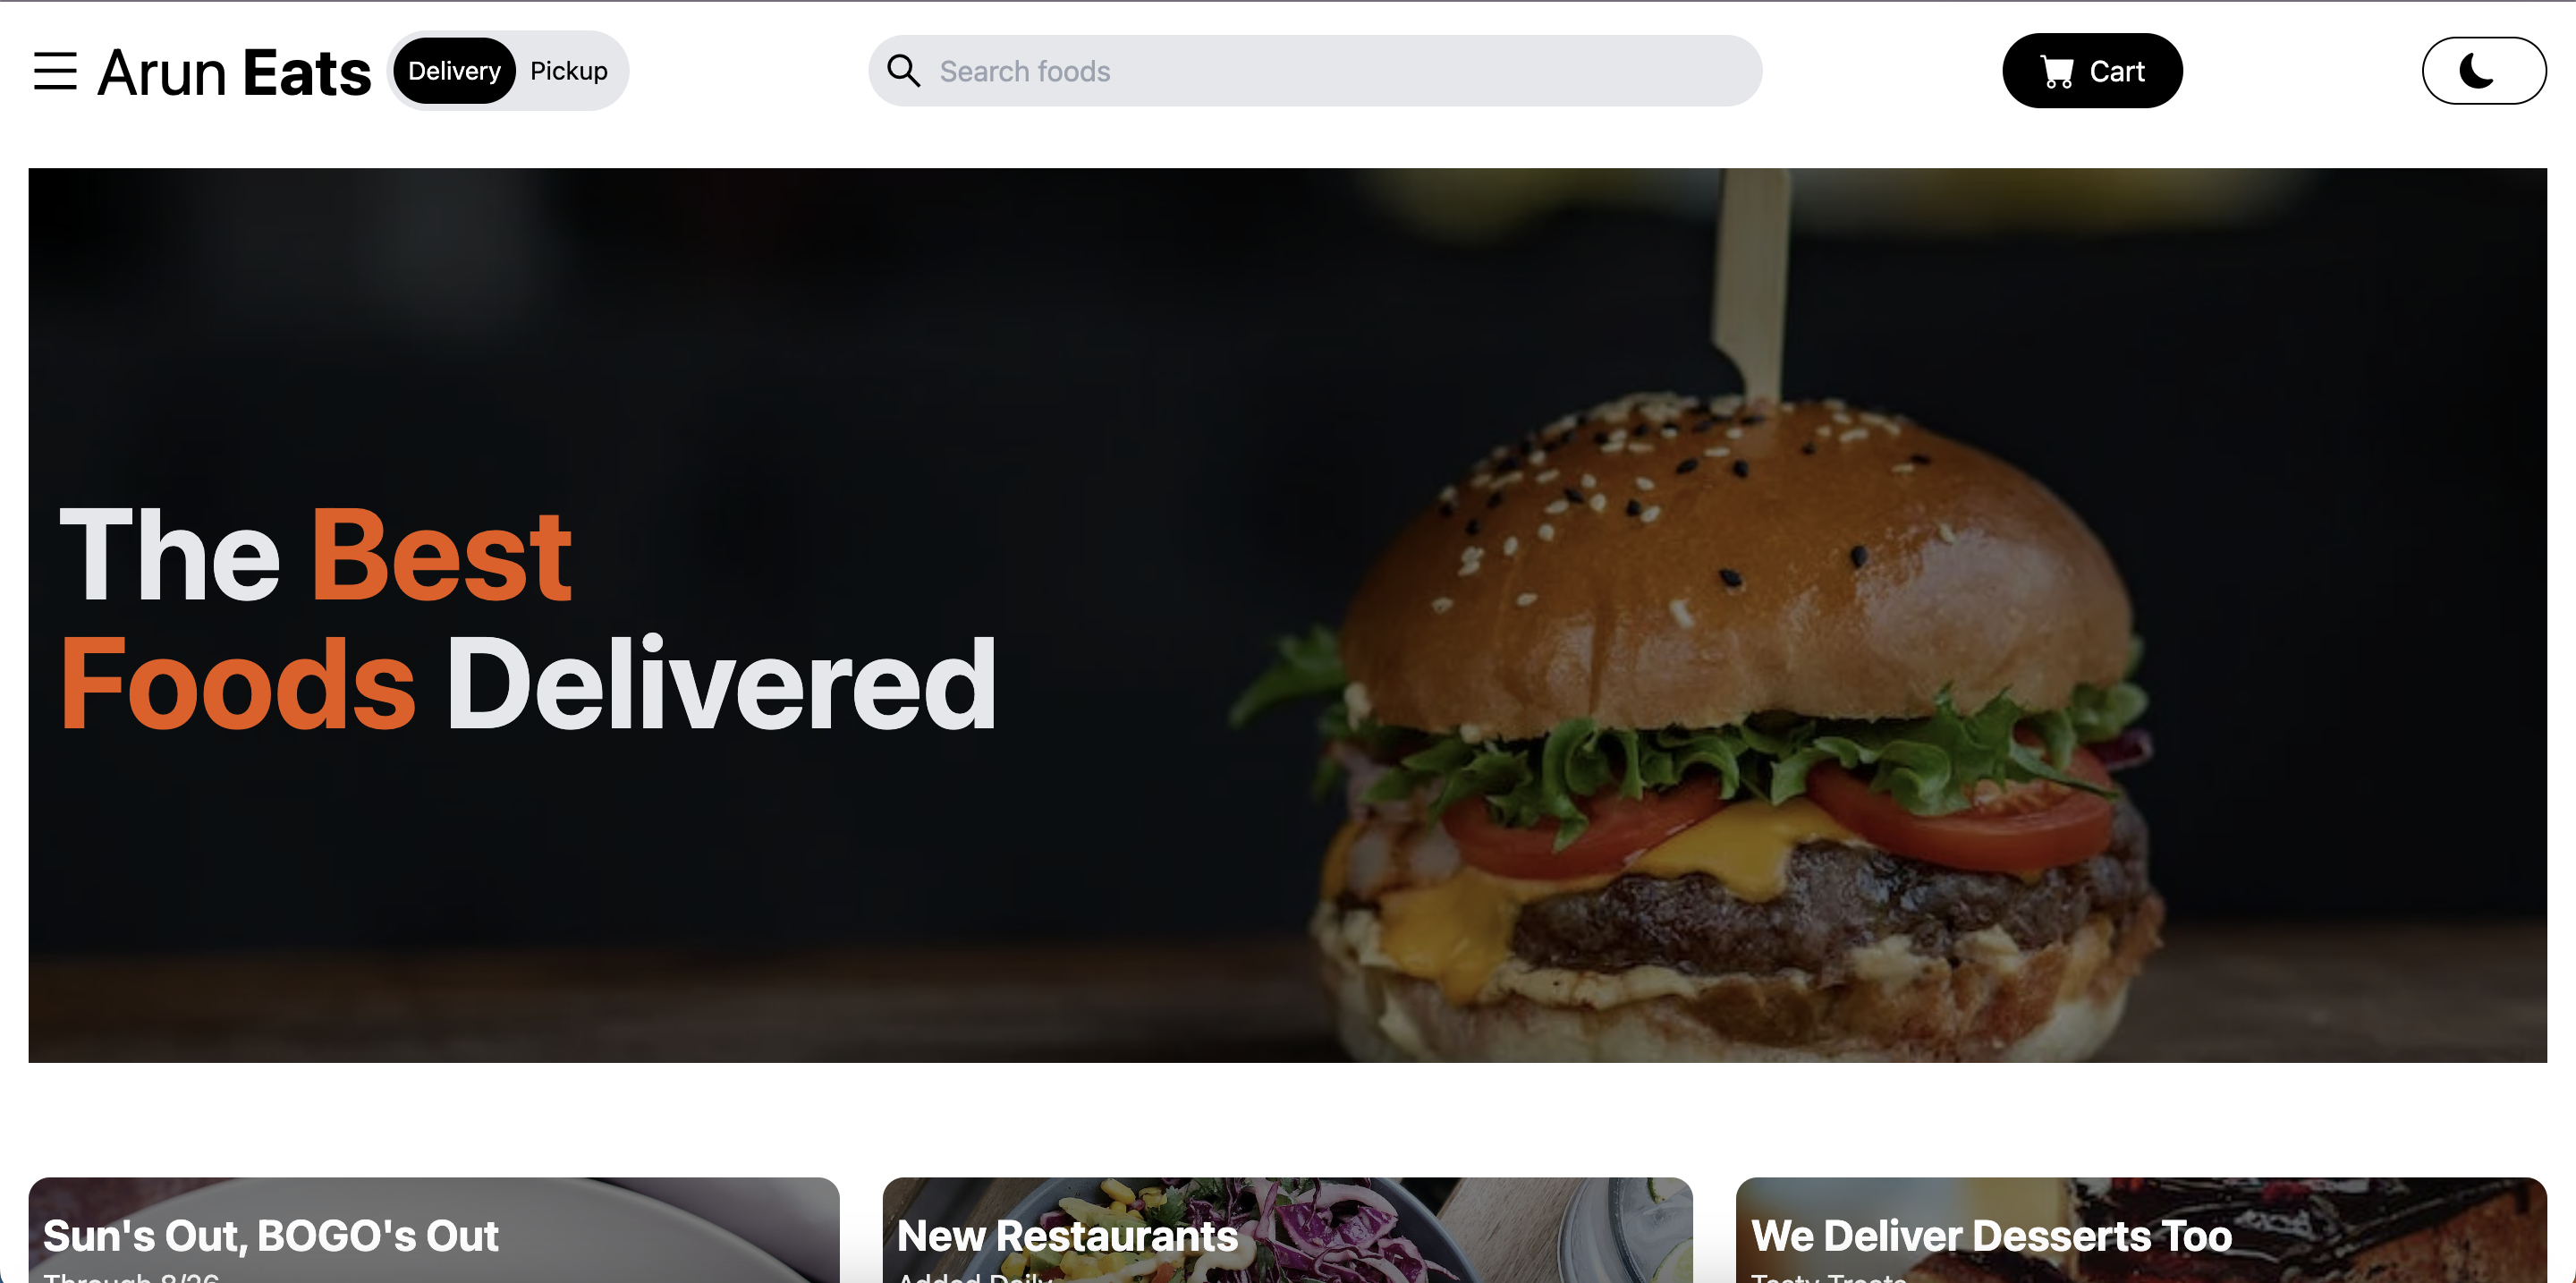 Arun Eats
Delivery Pickup
Search foods
Cart
The Best
Foods Delivered
Sun's Out, BOGO's Out
Through 8/26
New Restaurants
Added Daily
We Deliver Desserts Too
Tasty Treats